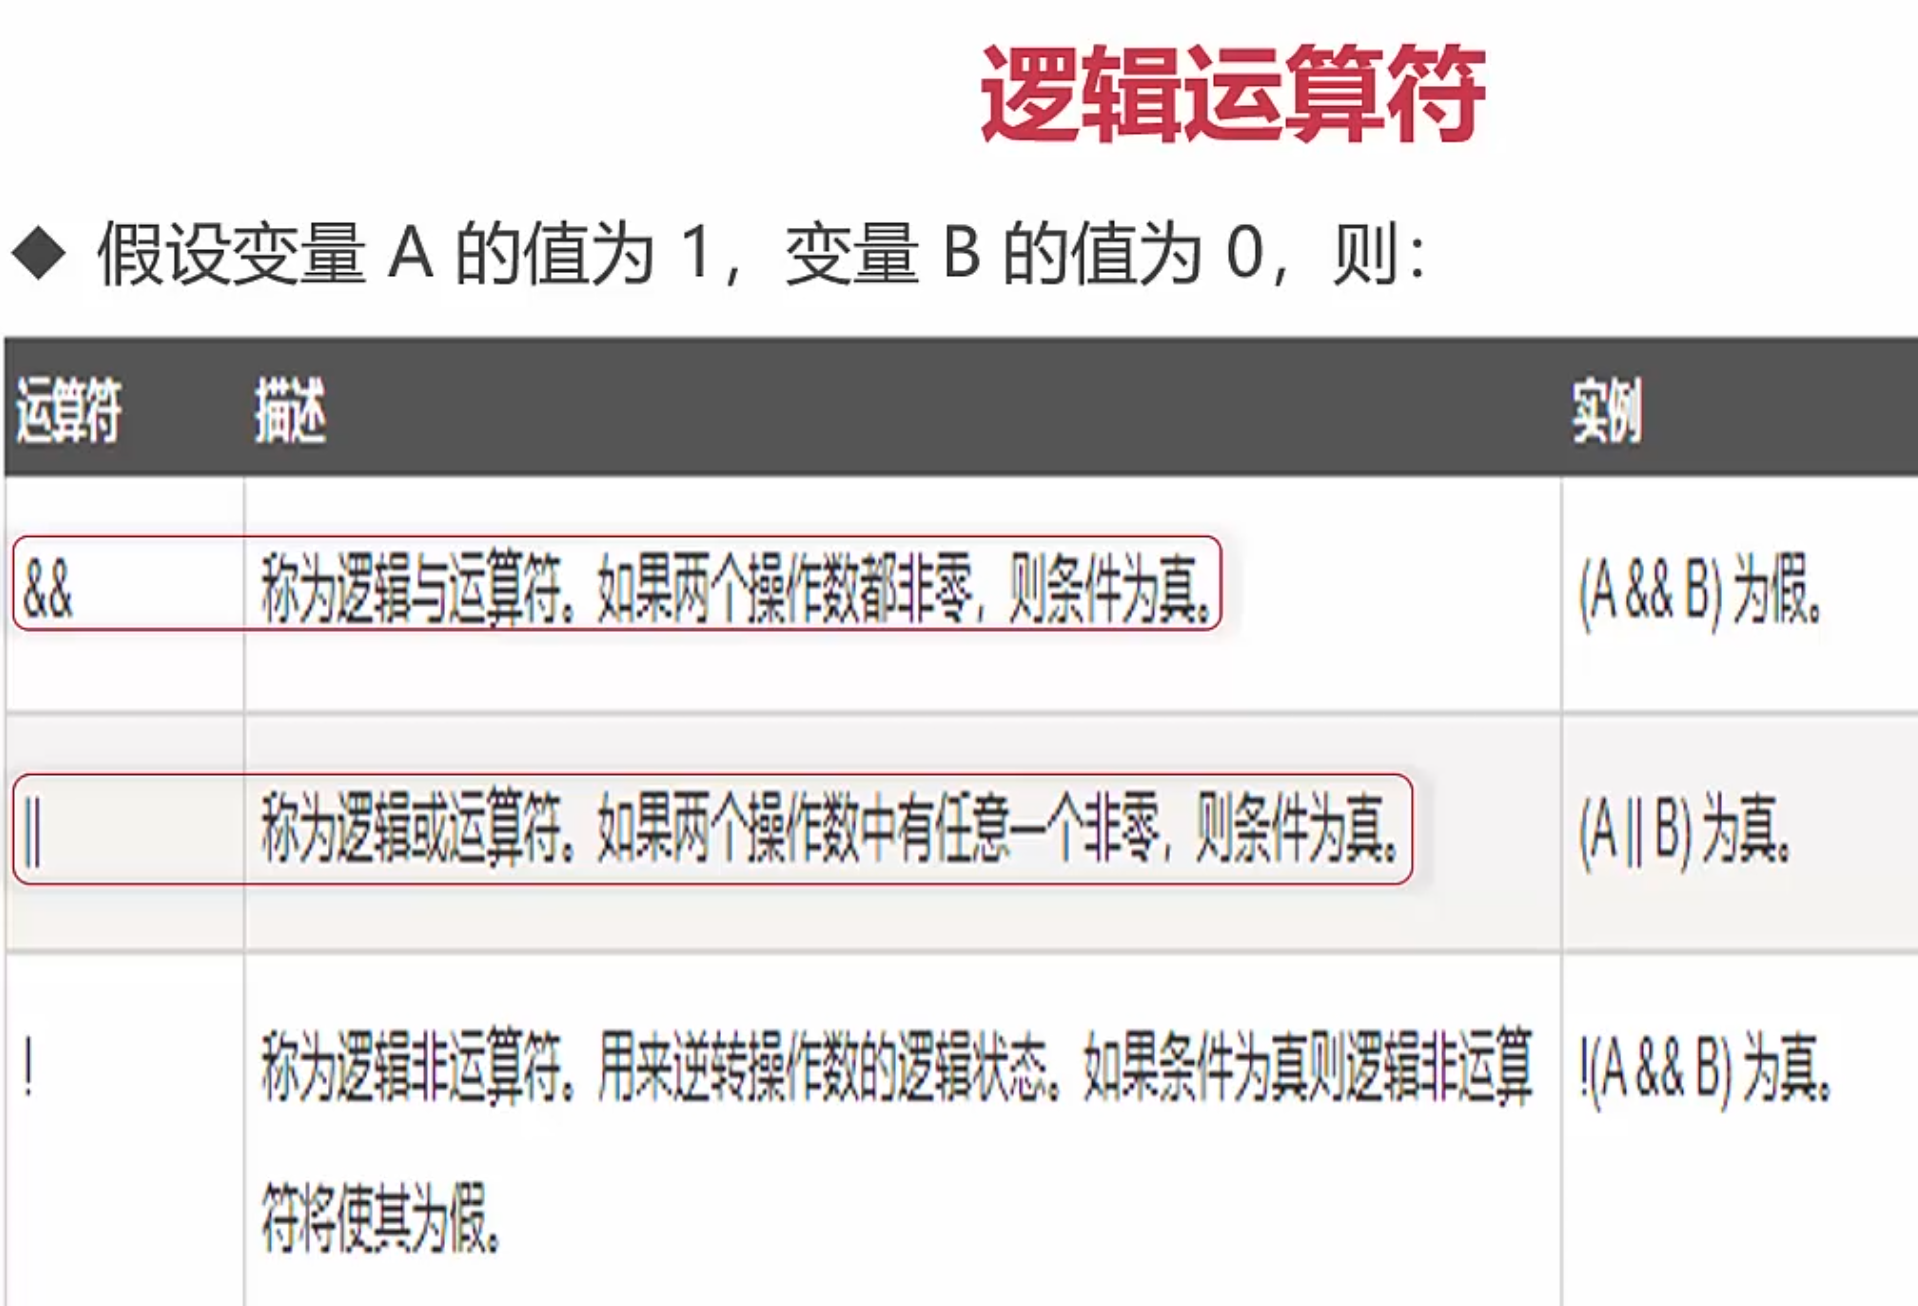 逻辑运算符
◆ 假设变量 A 的值为 1，变量 B 的值为 0，则：
运算符 描述 实例
&& 称为逻辑与运算符。如果两个操作数都非零，则条件为真。 (A && B) 为假。
|| 称为逻辑或运算符。如果两个操作数中有任意一个非零，则条件为真。 (A || B) 为真。
! 称为逻辑非运算符。用来逆转操作数的逻辑状态。如果条件为真则逻辑非运算 !(A && B) 为真。
符将使其为假。